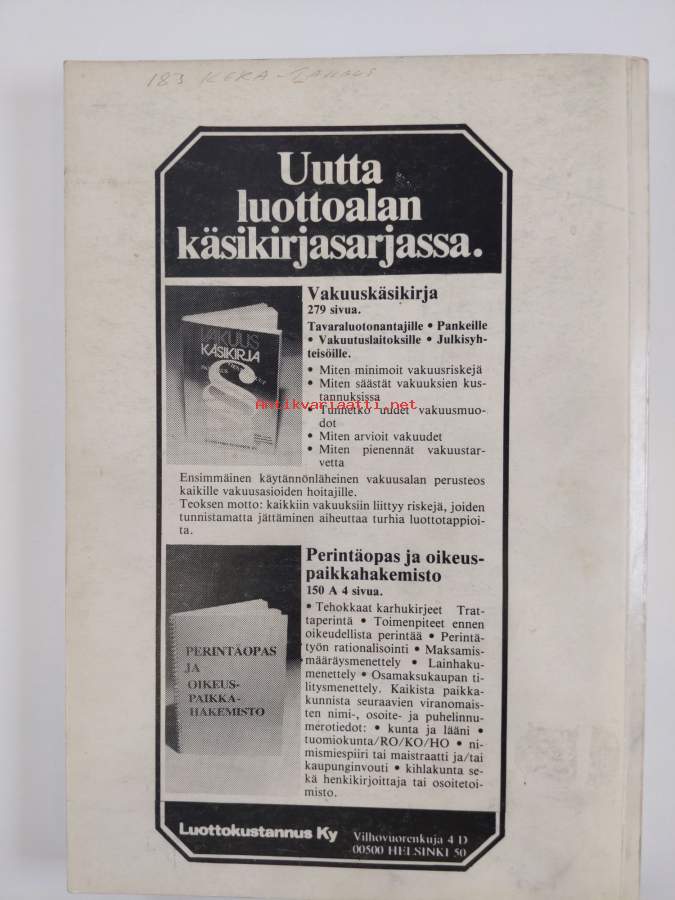 Uutta
luottoalan
käsikirjasarjassa.
VAKUUS
KÄSIKIRJA
Vakuuskäsikirja
279 sivua.
Tavaraluotonantajille • Pankeille
• Vakuutuslaitoksille • Julkisyh-
teisöille.
• Miten minimoit vakuusriskejä
• Miten säästät vakuuksien kus-
tannuksissa
Antikvariaatti.net
• Tunnetko uudet vakuusmuo-
dot
• Miten arvioit vakuudet
• Miten pienennät vakuustar-
vetta
Ensimmäinen käytännönläheinen vakuusalan perusteos
kaikille vakuusasioiden hoitajille.
Teoksen motto: kaikkiin vakuuksiin liittyy riskejä, joiden
tunnistamatta jättäminen aiheuttaa turhia luottotappioi-
ta.
PERINTÄOPAS
JA
OIKEUS-
PAIKKA-
HAKEMISTO
Perintäopas ja oikeus-
paikkahakemisto
150 A 4 sivua.
• Tehokkaat karhukirjeet Trat-
taperintä • Toimenpiteet ennen
oikeudellista perintää • Perintä-
työn rationalisointi • Maksamis-
määräysmenettely • Lainhaku-
menettely • Osamaksukaupan ti-
litysmenettely. Kaikista paikka-
kunnista seuraavien viranomais-
ten nimi-, osoite- ja puhelinnu-
merotiedot: • kunta ja lääni •
tuomiokunta/RO/KO/HO • ni-
mismiespiiri tai maistraatti ja/tai
kaupunginvouti • kihlakunta se-
kä henkikirjoittaja tai osoitetoi-
misto.
Luottokustannus Ky
Vilhovuorenkuja 4 D
00500 HELSINKI 50